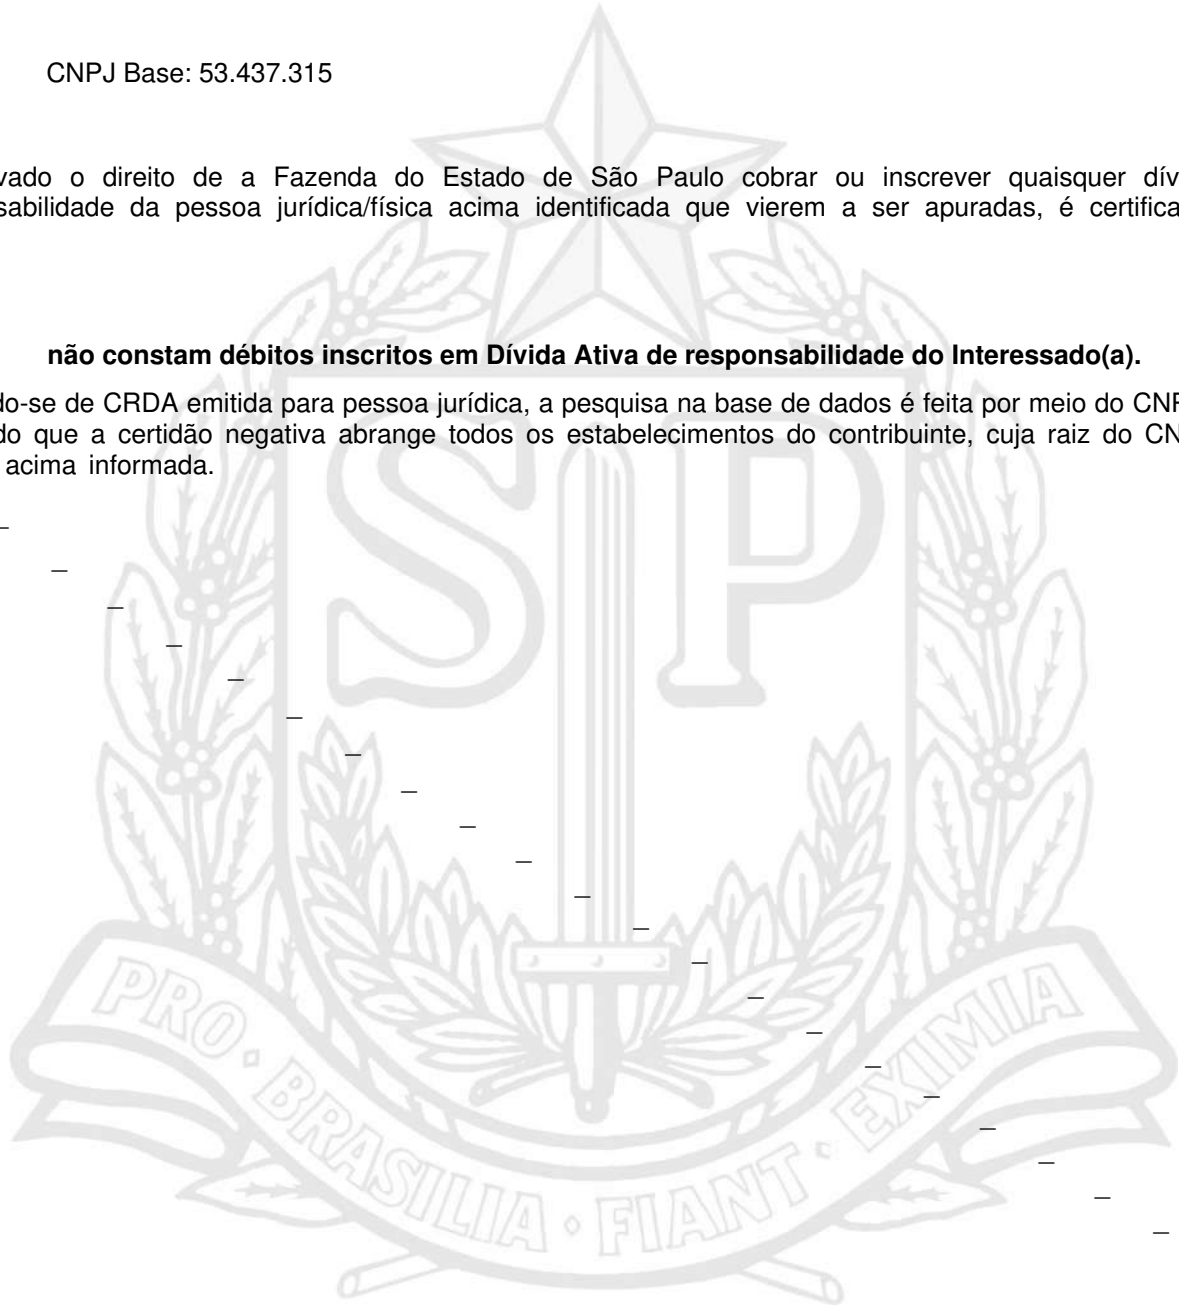 CNPJ Base: 53.437.315
vado o direito de a Fazenda do Estado de São Paulo cobrar ou inscrever quaisquer dív
sabilidade da pessoa jurídica/física acima identificada que vierem a ser apuradas, é certifica
não constam débitos inscritos em Dívida Ativa de responsabilidade do Interessado(a).
do-se de CRDA emitida para pessoa jurídica, a pesquisa na base de dados é feita por meio do CNP
do que a certidão negativa abrange todos os estabelecimentos do contribuinte, cuja raiz do CN
acima informada.
SP
PRO • BRASILIA • FIANT • EXIMIA